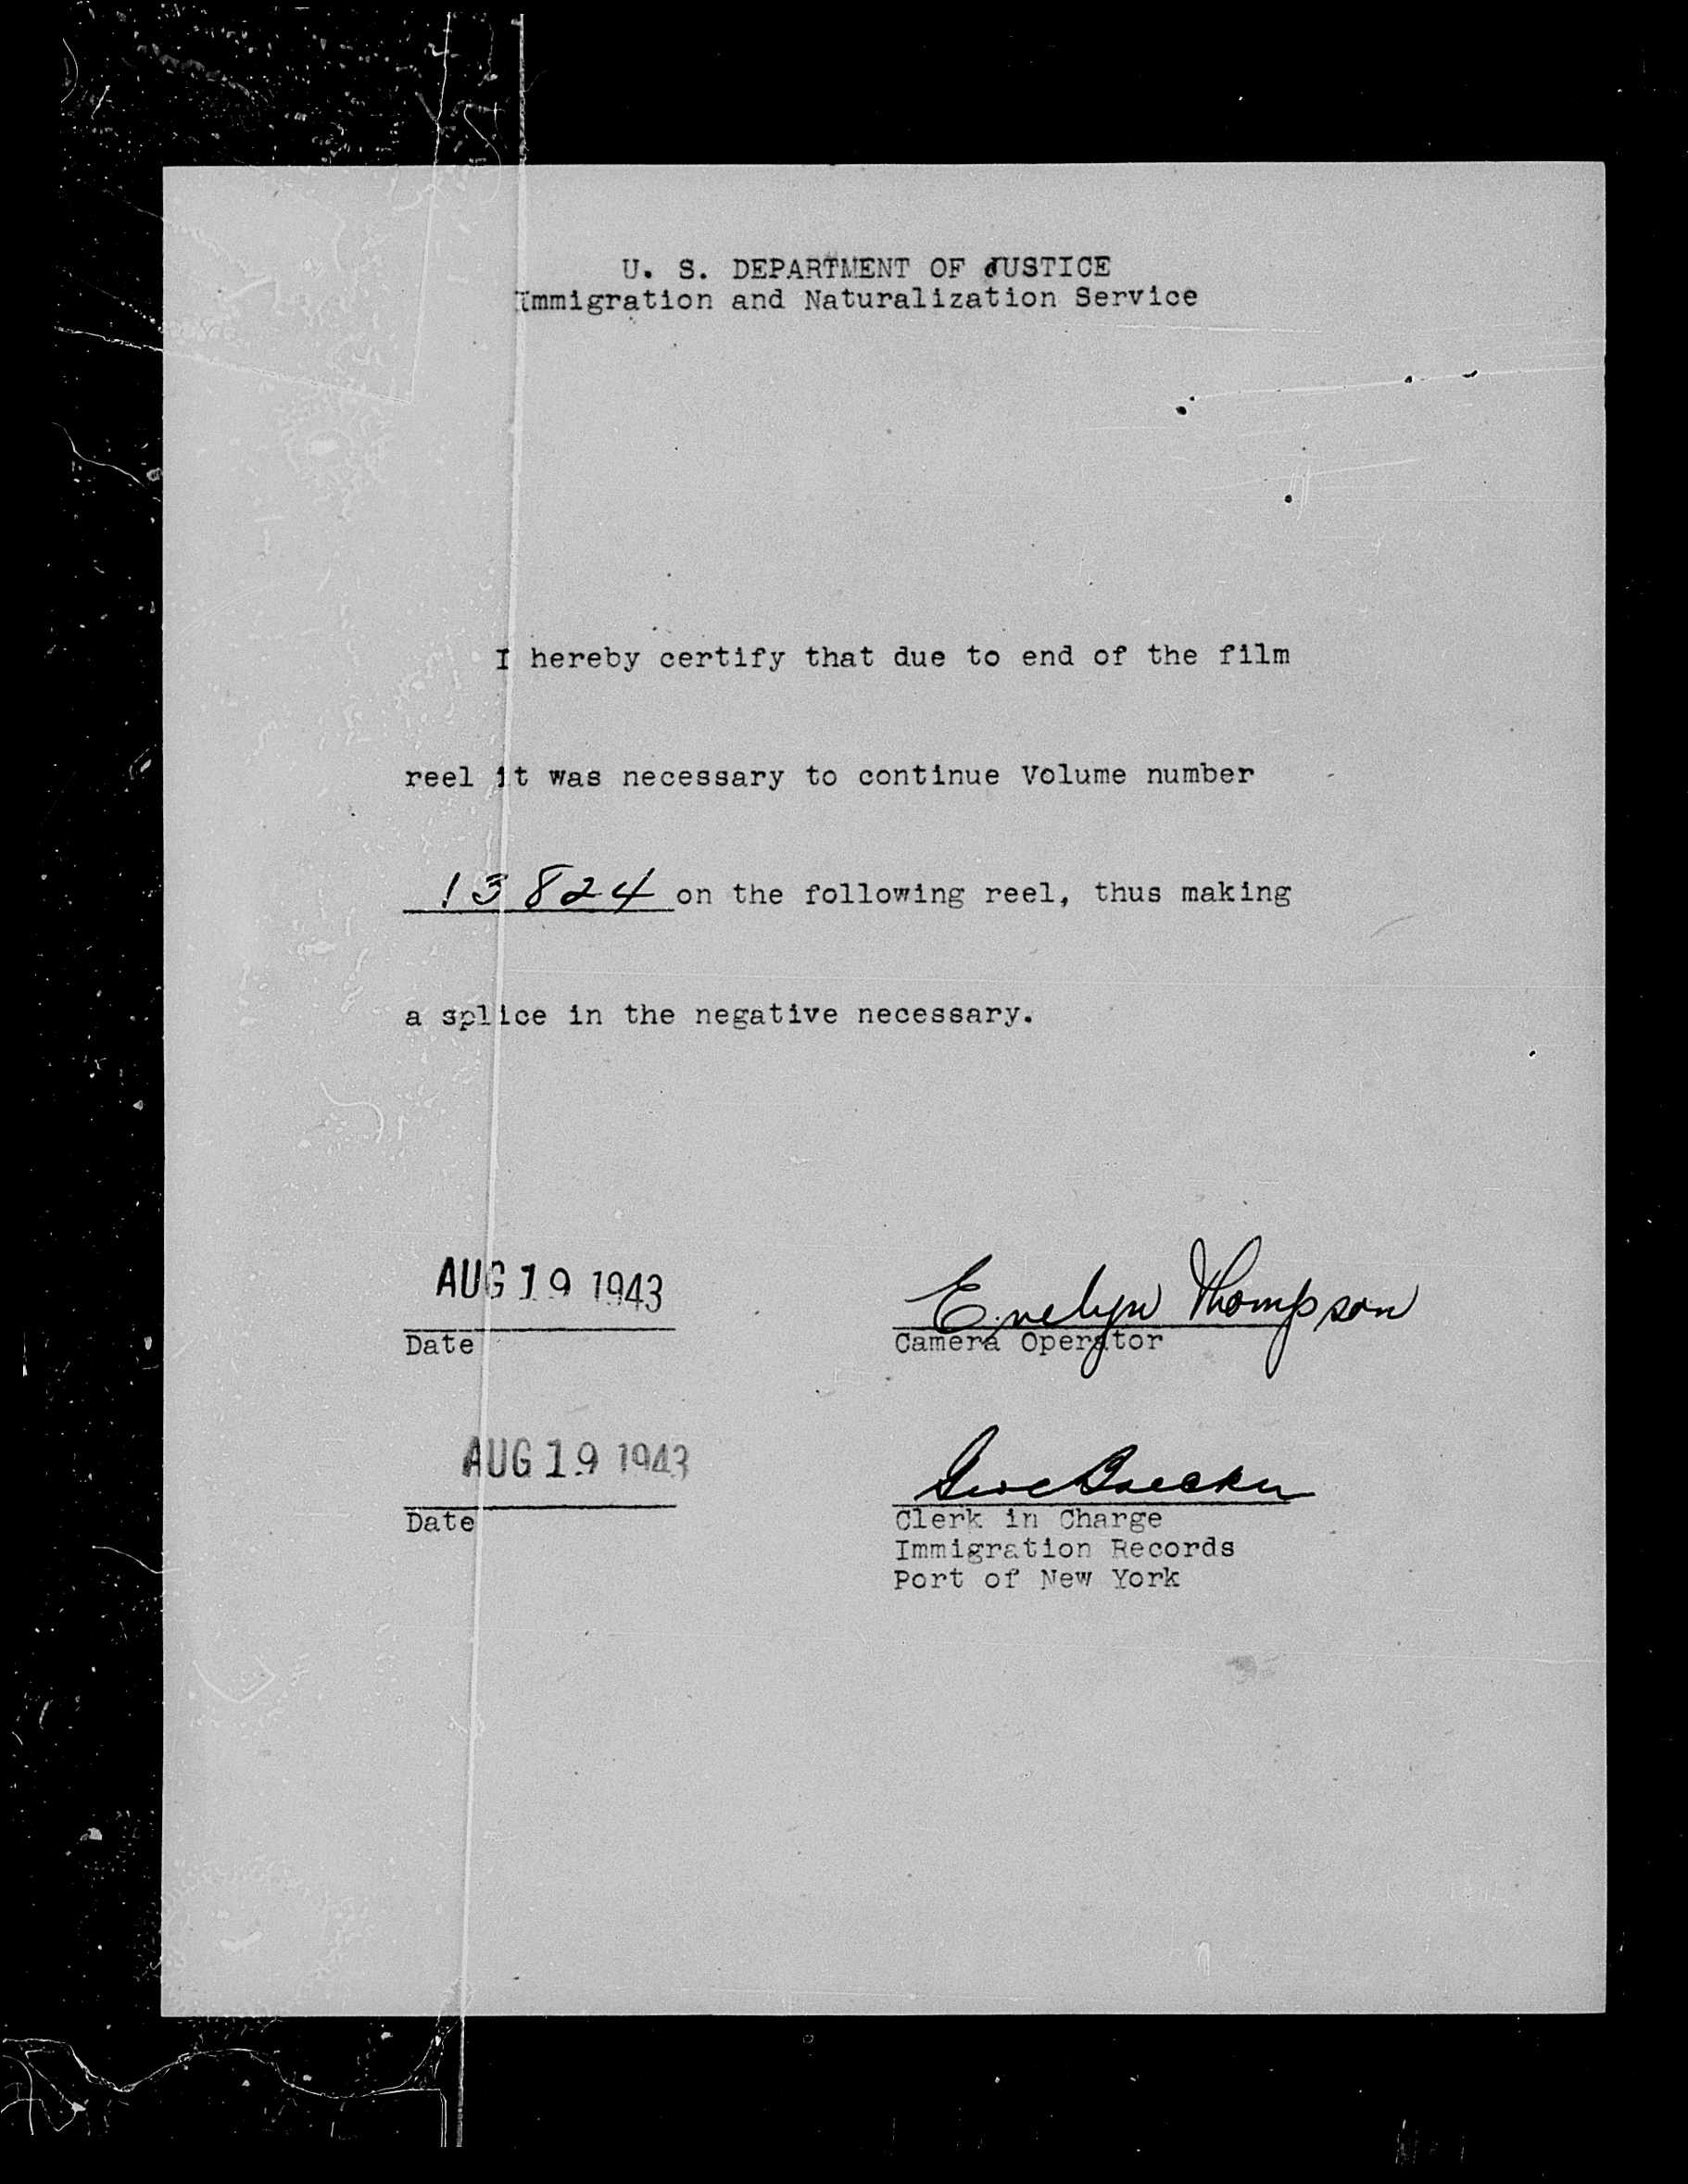 U. S. DEPARTMENT OF JUSTICE
Immigration and Naturalization Service
I hereby certify that due to end of the film
reel it was necessary to continue Volume number
13824 on the following reel, thus making
a splice in the negative necessary.
AUG 19 1943
Evelyn Thompson
Date
Camera Operator
AUG 19 1943
Date
Clerk in Charge
Immigration Records
Port of New York